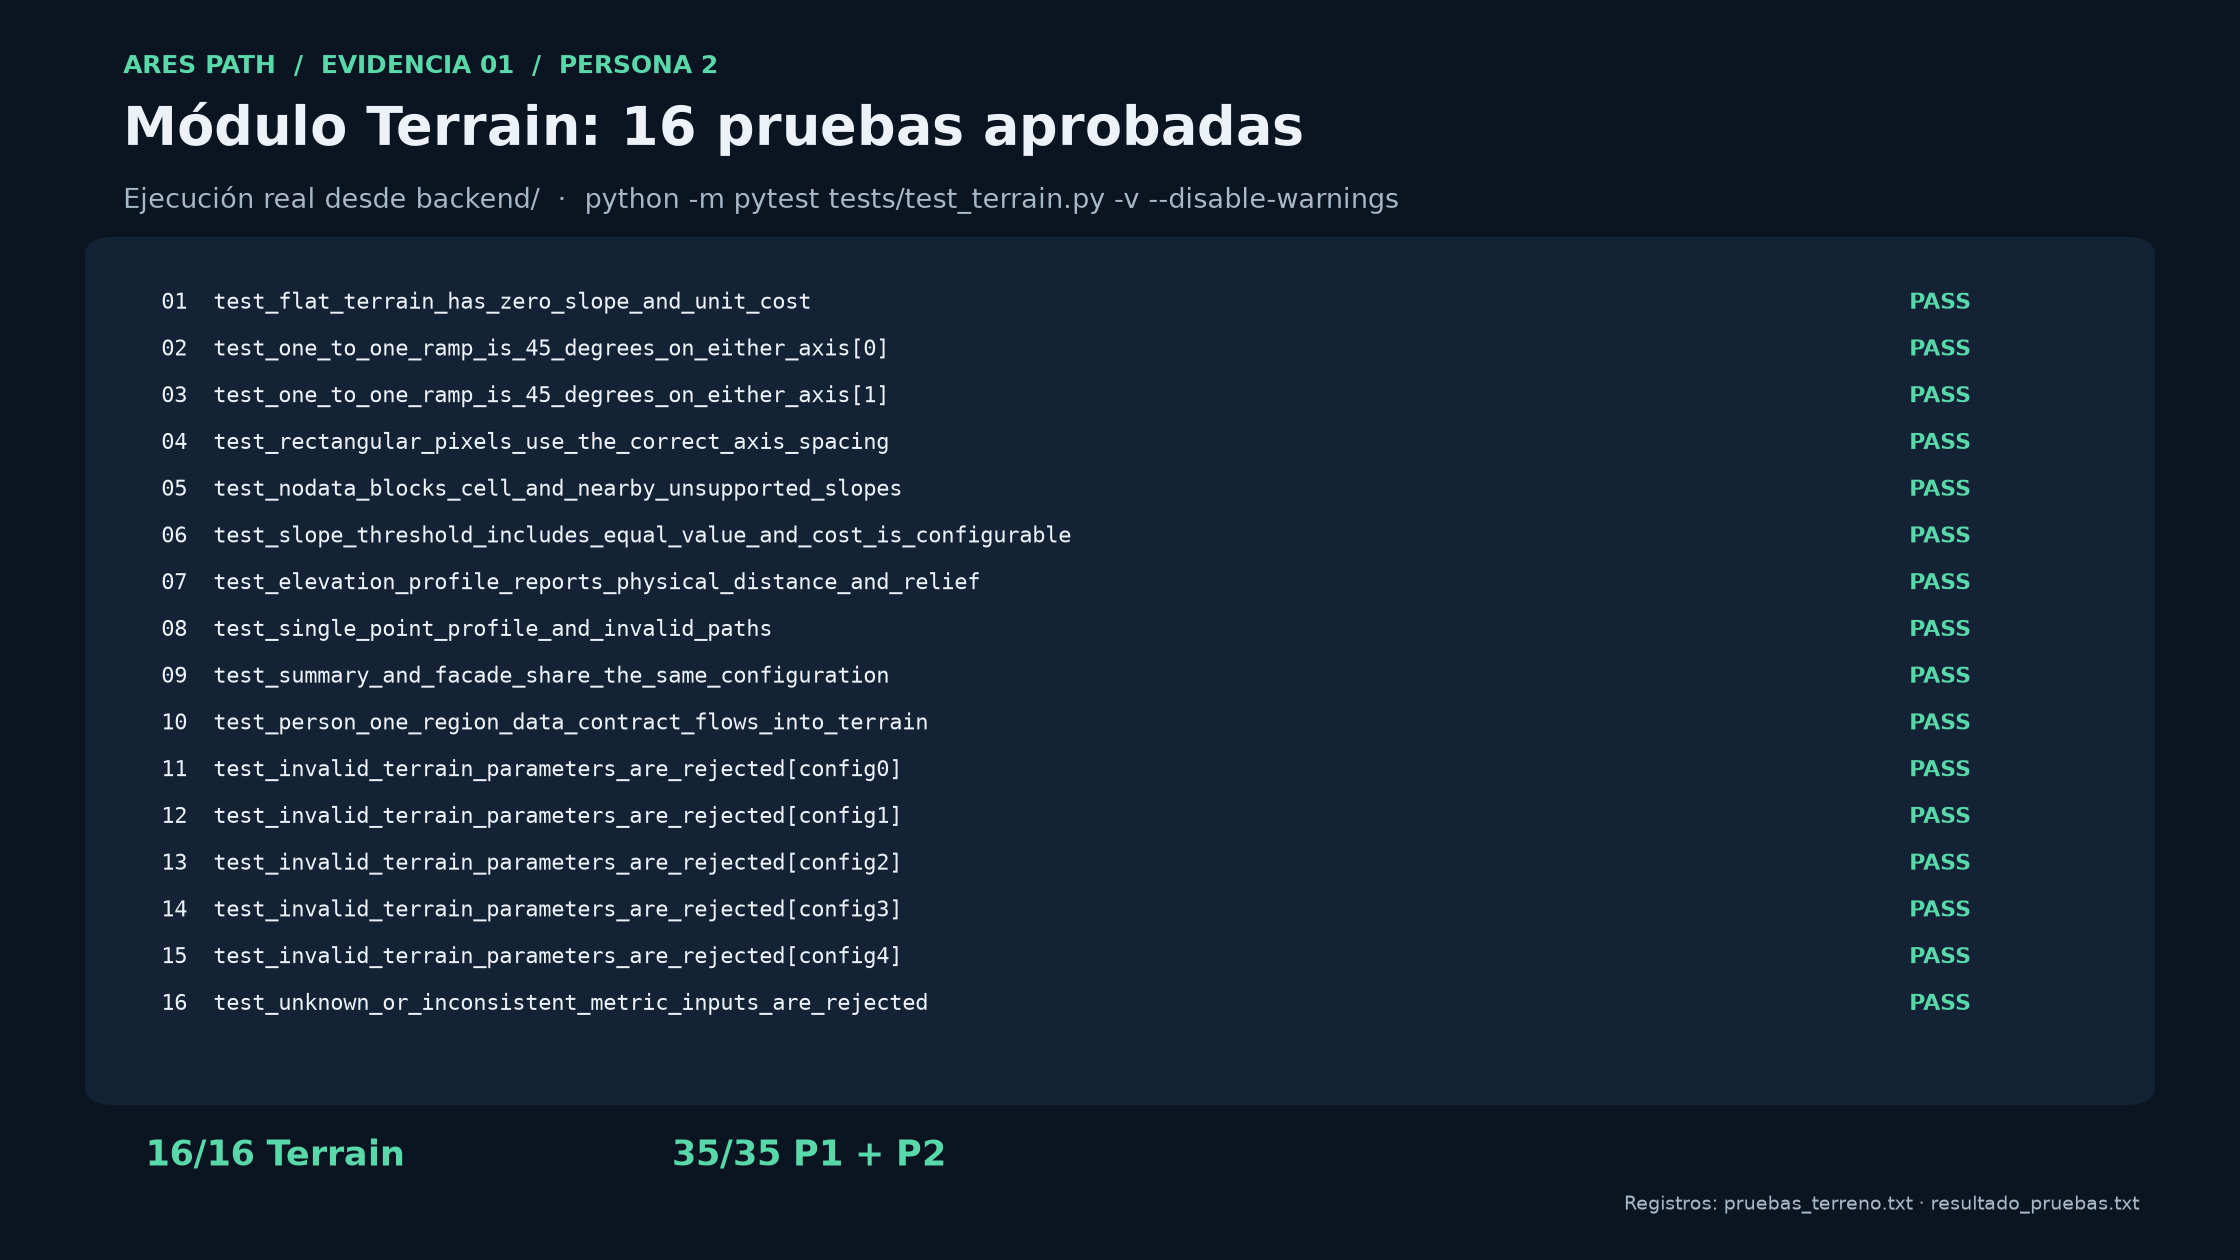 ARES PATH / EVIDENCIA 01 / PERSONA 2
Módulo Terrain: 16 pruebas aprobadas
Ejecución real desde backend/ · python -m pytest tests/test_terrain.py -v --disable-warnings
01 test_flat_terrain_has_zero_slope_and_unit_cost PASS
02 test_one_to_one_ramp_is_45_degrees_on_either_axis[0] PASS
03 test_one_to_one_ramp_is_45_degrees_on_either_axis[1] PASS
04 test_rectangular_pixels_use_the_correct_axis_spacing PASS
05 test_nodata_blocks_cell_and_nearby_unsupported_slopes PASS
06 test_slope_threshold_includes_equal_value_and_cost_is_configurable PASS
07 test_elevation_profile_reports_physical_distance_and_relief PASS
08 test_single_point_profile_and_invalid_paths PASS
09 test_summary_and_facade_share_the_same_configuration PASS
10 test_person_one_region_data_contract_flows_into_terrain PASS
11 test_invalid_terrain_parameters_are_rejected[config0] PASS
12 test_invalid_terrain_parameters_are_rejected[config1] PASS
13 test_invalid_terrain_parameters_are_rejected[config2] PASS
14 test_invalid_terrain_parameters_are_rejected[config3] PASS
15 test_invalid_terrain_parameters_are_rejected[config4] PASS
16 test_unknown_or_inconsistent_metric_inputs_are_rejected PASS
16/16 Terrain 35/35 P1 + P2
Registros: pruebas_terreno.txt · resultado_pruebas.txt